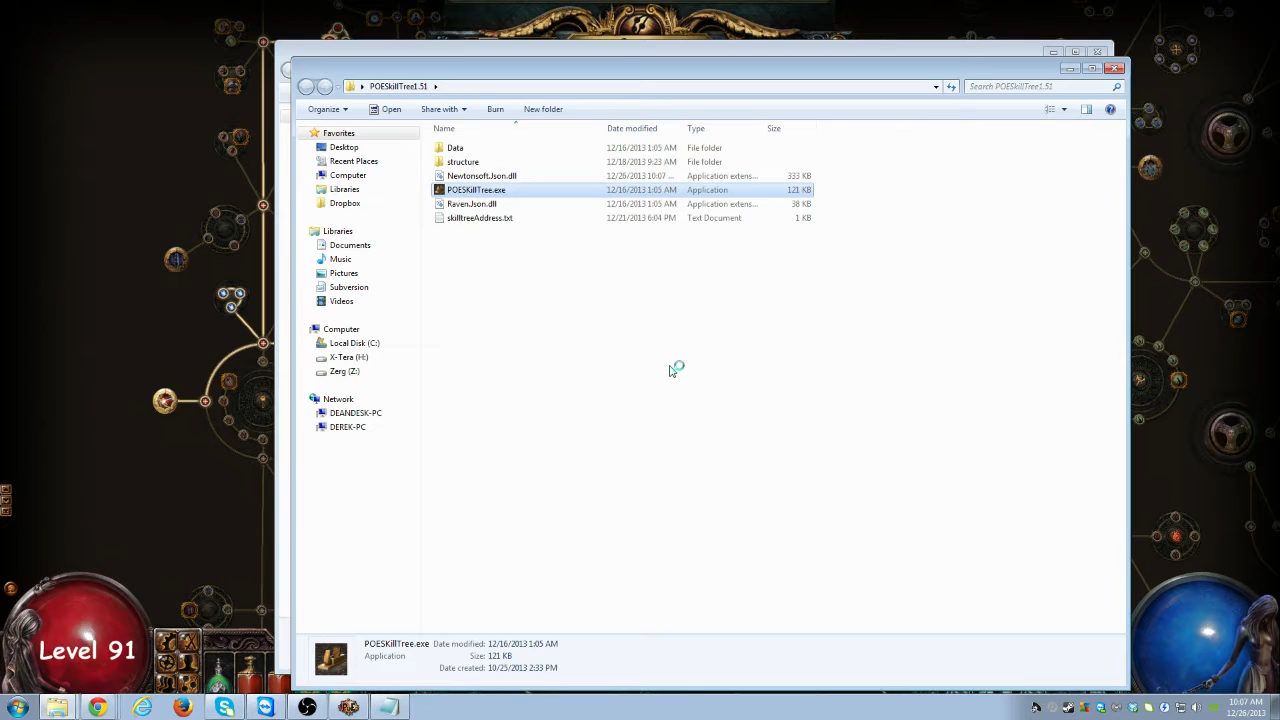 POESkillTree1.51
Search POESkillTree1.51
Organize Open Share with Burn New folder
Name Date modified Type Size
Favorites
Desktop
Recent Places
Computer
Libraries
Dropbox
Libraries
Documents
Music
Pictures
Subversion
Videos
Computer
Local Disk (C:)
X-Tera (H:)
Zerg (Z:)
Network
DEANDESK-PC
DEREK-PC
Data 12/16/2013 1:05 AM File folder
structure 12/18/2013 9:23 AM File folder
Newtonsoft.Json.dll 12/26/2013 10:07 ... Application extens... 333 KB
POESKillTree.exe 12/16/2013 1:05 AM Application 121 KB
RavenJson.dll 12/16/2013 1:05 AM Application extens... 38 KB
skilltreeAddress.txt 12/21/2013 6:04 PM Text Document 1 KB
POESKillTree.exe Date modified: 12/16/2013 1:05 AM
Application Size: 121 KB
Date created: 10/25/2013 2:33 PM
Level 91
10:07 AM
12/26/2013